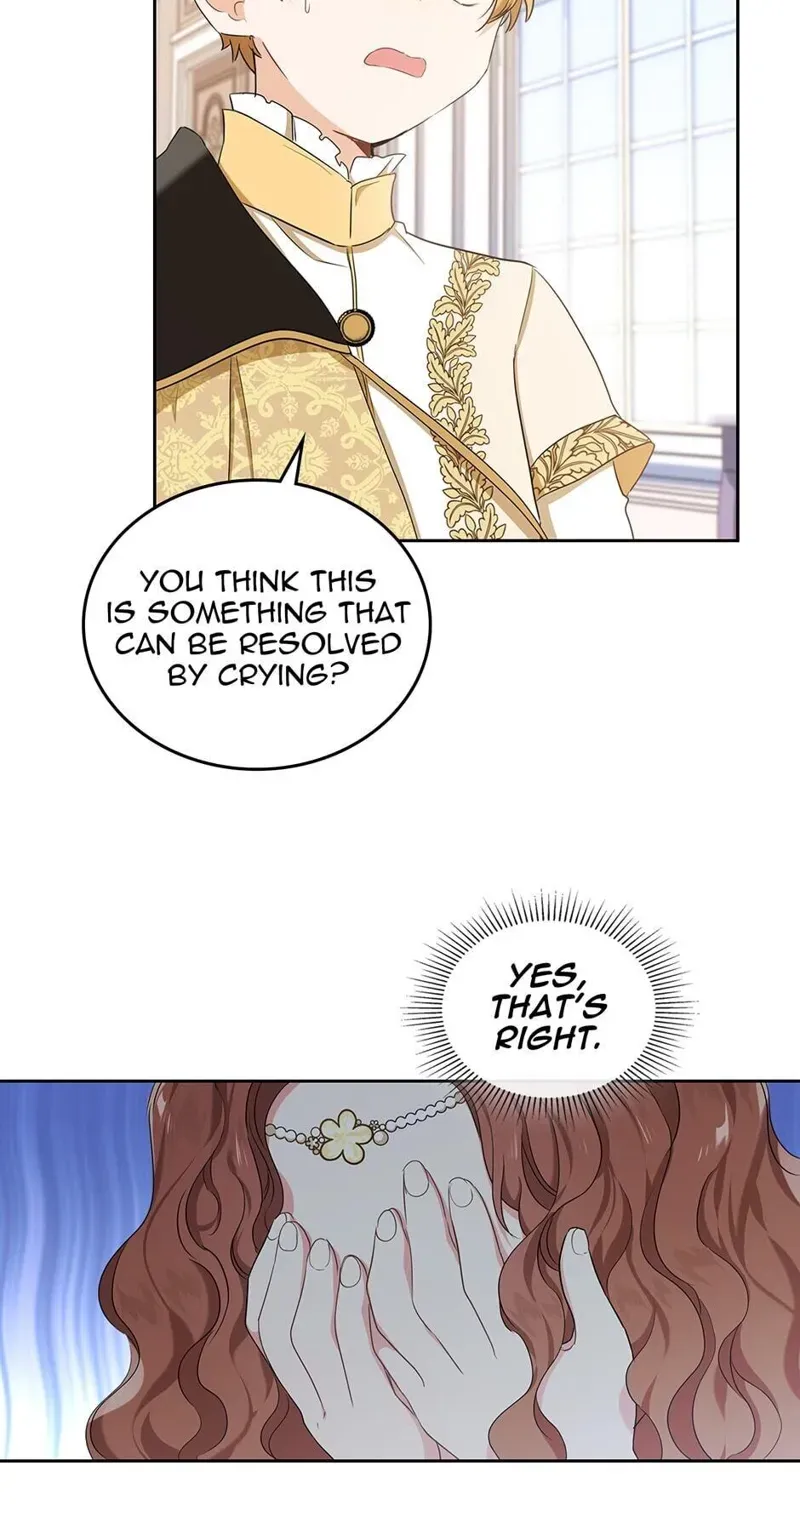 YOU THINK THIS
IS SOMETHING THAT
CAN BE RESOLVED
BY CRYING?
YES,
THAT'S
RIGHT.